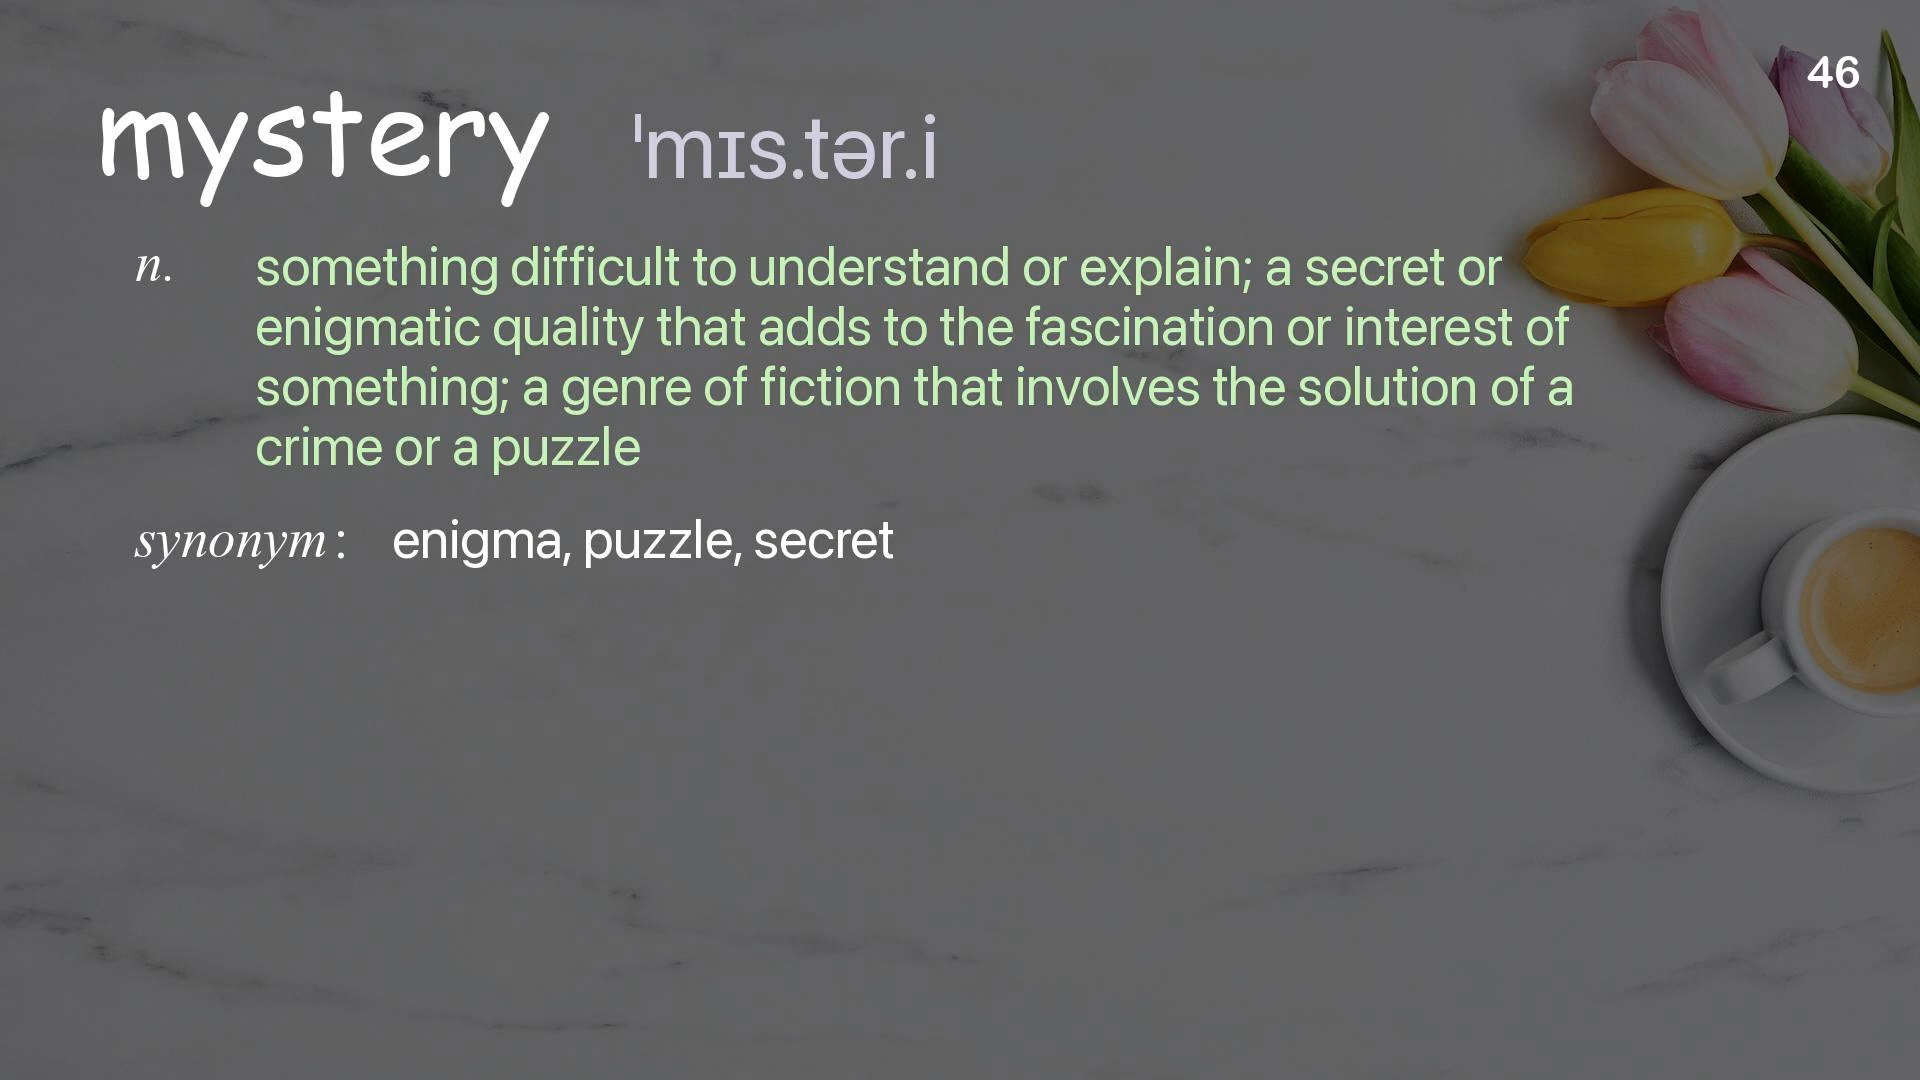 46
mystery ˈmɪs.tər.i
n. something difficult to understand or explain; a secret or
enigmatic quality that adds to the fascination or interest of
something; a genre of fiction that involves the solution of a
crime or a puzzle
synonym : enigma, puzzle, secret